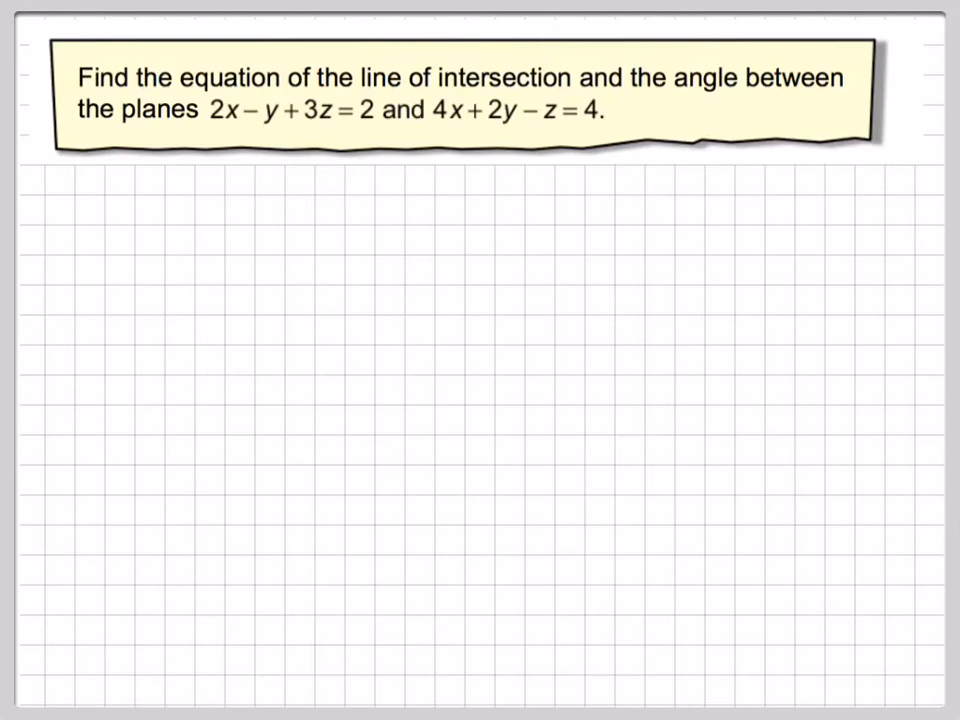 Find the equation of the line of intersection and the angle between
the planes 2x – y + 3z = 2 and 4x + 2y – z = 4.